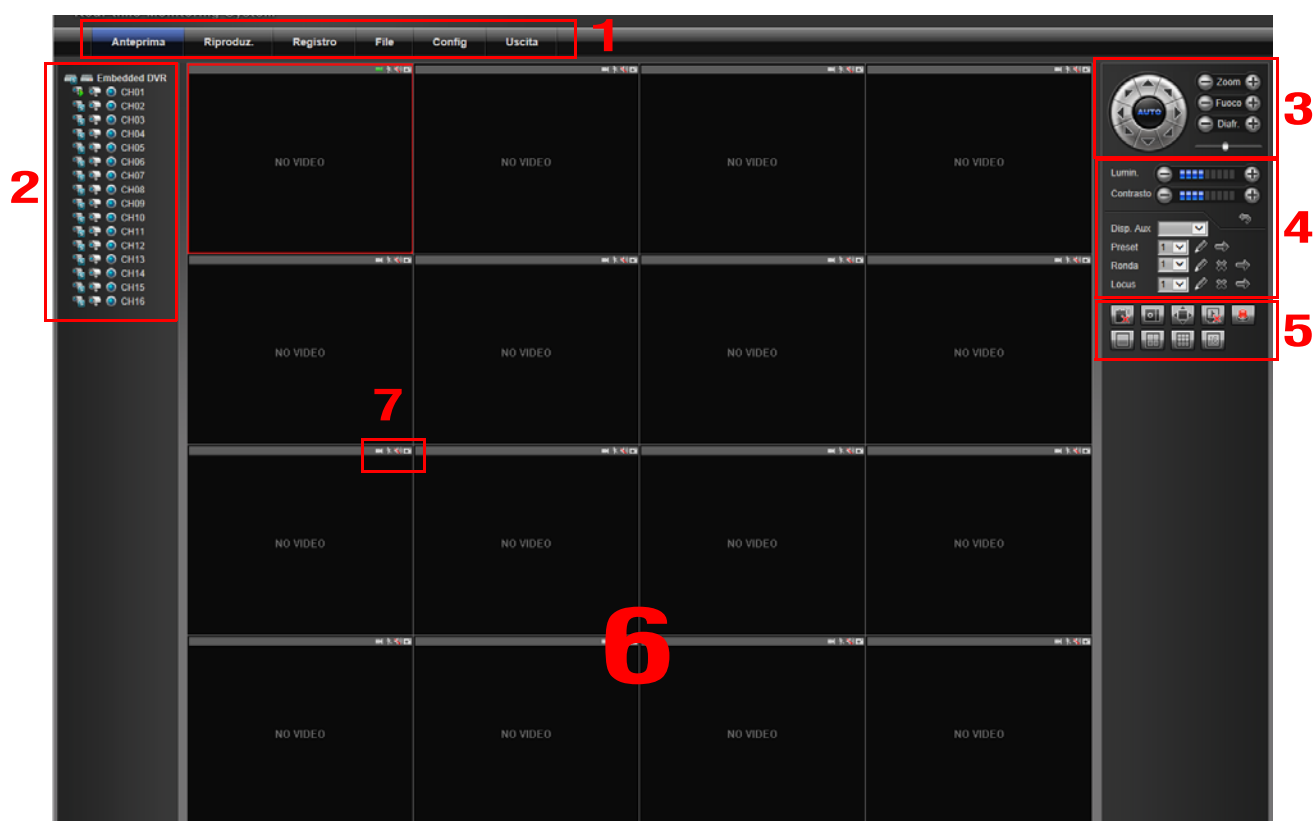 Real-time Monitoring System
Anteprima Riproduz. Registro File Config Uscita
1
Embedded DVR
CH01
CH02
CH03
CH04
CH05
CH06
CH07
CH08
CH09
CH10
CH11
CH12
CH13
CH14
CH15
CH16
2
NO VIDEO NO VIDEO NO VIDEO NO VIDEO
NO VIDEO NO VIDEO NO VIDEO NO VIDEO
7
NO VIDEO NO VIDEO NO VIDEO NO VIDEO
6
NO VIDEO NO VIDEO NO VIDEO NO VIDEO
AUTO
Zoom
Fuoco
Diafr.
3
Lumin.
Contrasto
Disp. Aux
Preset 1
Ronda 1
Locus 1
4
5